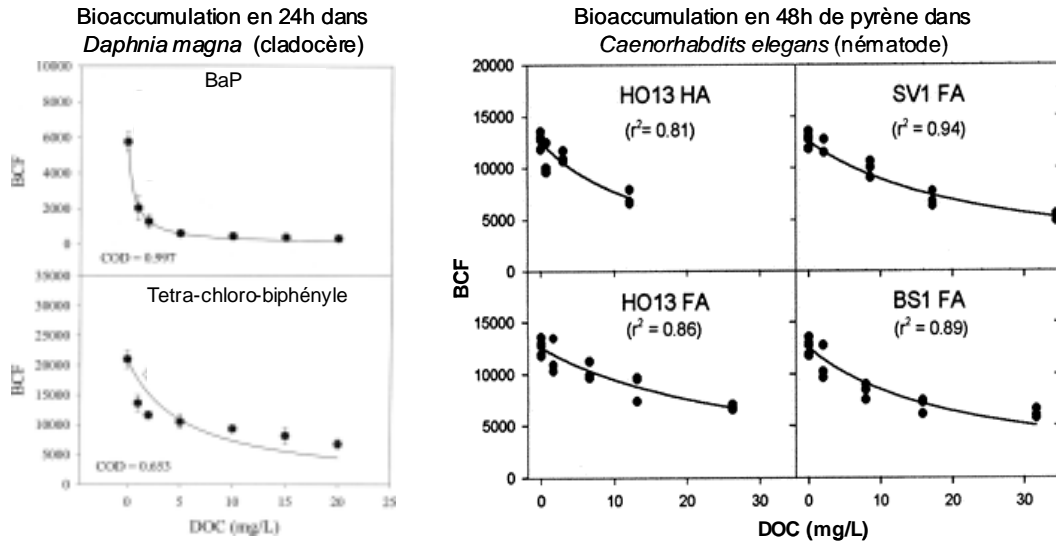 Bioaccumulation en 24h dans
Daphnia magna (cladocère)
10000
BaP
8000
6000
4000
2000
0
BCF
COD = 0.997
35000
Tetra-chloro-biphényle
30000
25000
20000
15000
10000
5000
0
BCF
COD = 0.653
0 5 10 15 20 25
DOC (mg/L)
Bioaccumulation en 48h de pyrène dans
Caenorhabdits elegans (nématode)
20000
15000
10000
5000
0
HO13 HA
(r²= 0.81)
SV1 FA
(r² = 0.94)
BCF
15000
10000
5000
0
HO13 FA
(r² = 0.86)
BS1 FA
(r² = 0.89)
0 10 20 30 0 10 20 30
DOC (mg/L)